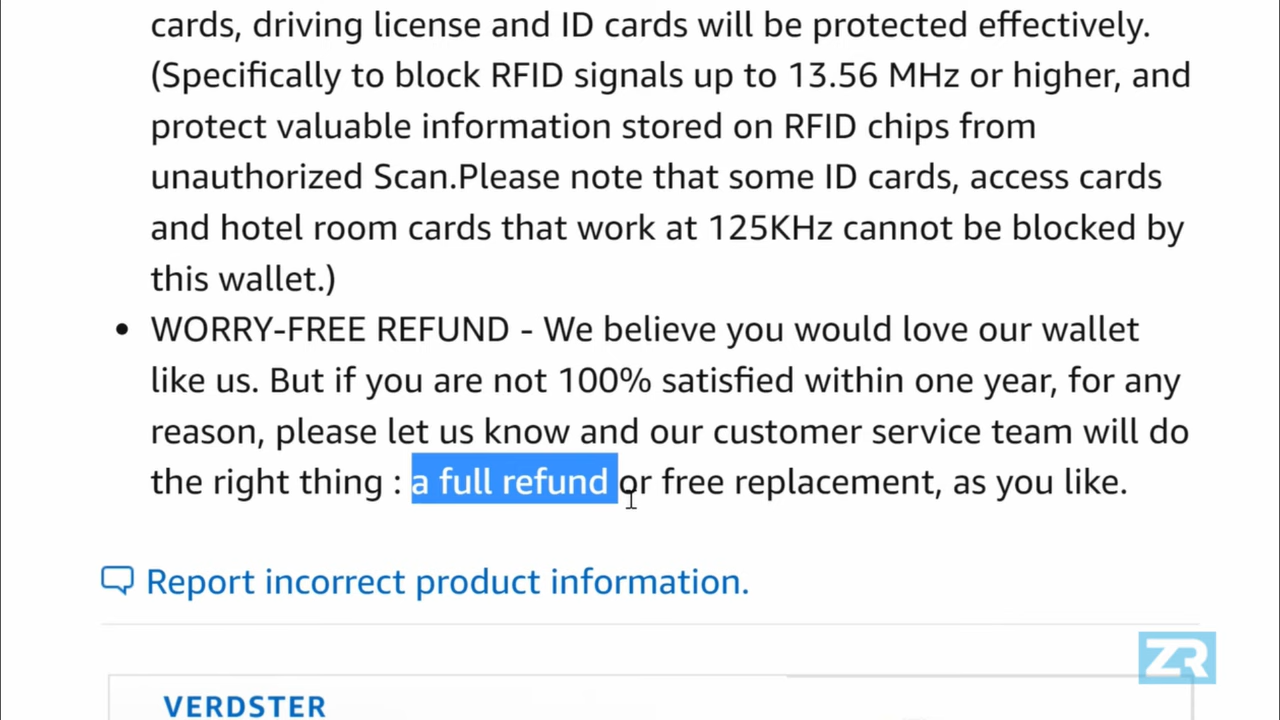 cards, driving license and ID cards will be protected effectively.
(Specifically to block RFID signals up to 13.56 MHz or higher, and
protect valuable information stored on RFID chips from
unauthorized Scan.Please note that some ID cards, access cards
and hotel room cards that work at 125KHz cannot be blocked by
this wallet.)
• WORRY-FREE REFUND - We believe you would love our wallet
like us. But if you are not 100% satisfied within one year, for any
reason, please let us know and our customer service team will do
the right thing : a full refund or free replacement, as you like.
Report incorrect product information.
ZR
VERDSTER